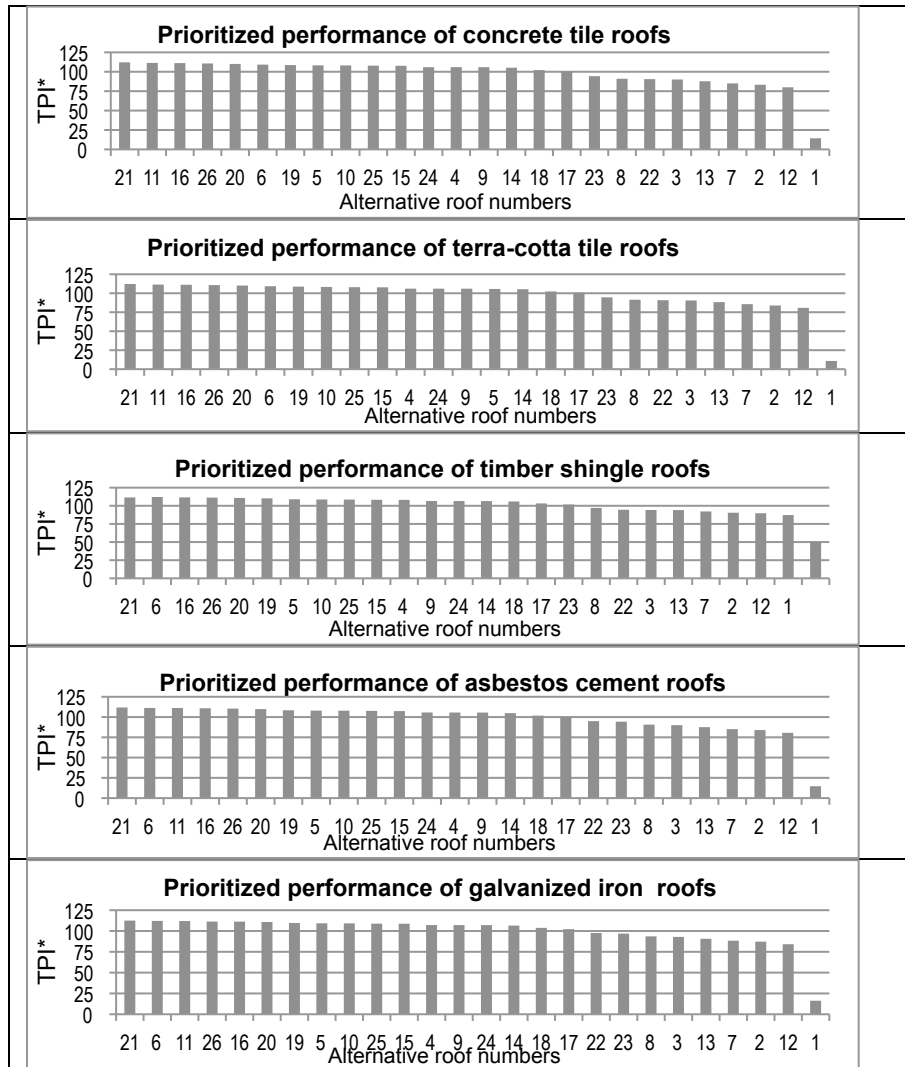 Prioritized performance of concrete tile roofs
125
100
75
50
25
0
TPI*
21 11 16 26 20 6 19 5 10 25 15 24 4 9 14 18 17 23 8 22 3 13 7 2 12 1
Alternative roof numbers
Prioritized performance of terra-cotta tile roofs
125
100
75
50
25
0
TPI*
21 11 16 26 20 6 19 10 25 15 4 24 9 5 14 18 17 23 8 22 3 13 7 2 12 1
Alternative roof numbers
Prioritized performance of timber shingle roofs
125
100
75
50
25
0
TPI*
21 6 16 26 20 19 5 10 25 15 4 9 24 14 18 17 23 8 22 3 13 7 2 12 1
Alternative roof numbers
Prioritized performance of asbestos cement roofs
125
100
75
50
25
0
TPI*
21 6 11 16 26 20 19 5 10 25 15 24 4 9 14 18 17 22 23 8 3 13 7 2 12 1
Alternative roof numbers
Prioritized performance of galvanized iron roofs
125
100
75
50
25
0
TPI*
21 6 11 26 16 20 19 5 10 25 15 4 9 24 14 18 17 22 23 8 3 13 7 2 12 1
Alternative roof numbers